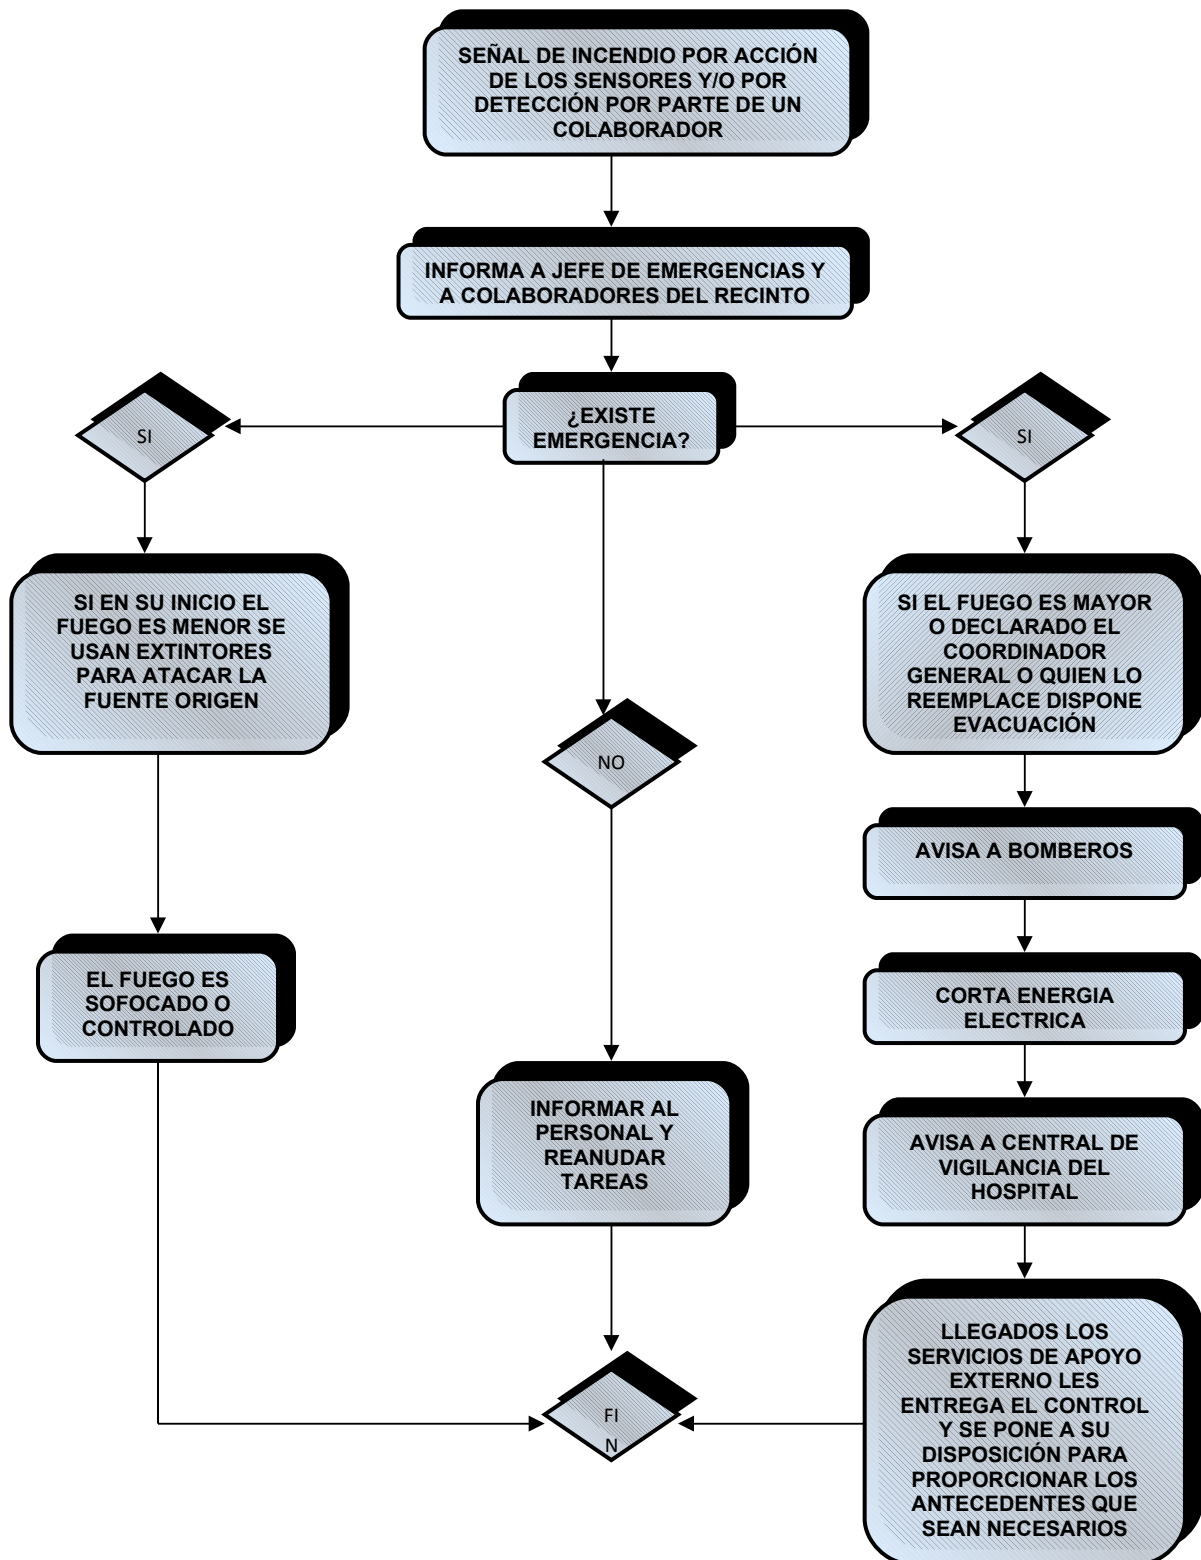 SEÑAL DE INCENDIO POR ACCIÓN
DE LOS SENSORES Y/O POR
DETECCIÓN POR PARTE DE UN
COLABORADOR
INFORMA A JEFE DE EMERGENCIAS Y
A COLABORADORES DEL RECINTO
¿EXISTE
EMERGENCIA?
SI
SI
SI EN SU INICIO EL
FUEGO ES MENOR SE
USAN EXTINTORES
PARA ATACAR LA
FUENTE ORIGEN
SI EL FUEGO ES MAYOR
O DECLARADO EL
COORDINADOR
GENERAL O QUIEN LO
REEMPLACE DISPONE
EVACUACIÓN
NO
AVISA A BOMBEROS
EL FUEGO ES
SOFOCADO O
CONTROLADO
CORTA ENERGIA
ELECTRICA
INFORMAR AL
PERSONAL Y
REANUDAR
TAREAS
AVISA A CENTRAL DE
VIGILANCIA DEL
HOSPITAL
LLEGADOS LOS
SERVICIOS DE APOYO
EXTERNO LES
ENTREGA EL CONTROL
Y SE PONE A SU
DISPOSICIÓN PARA
PROPORCIONAR LOS
ANTECEDENTES QUE
SEAN NECESARIOS
FI
N